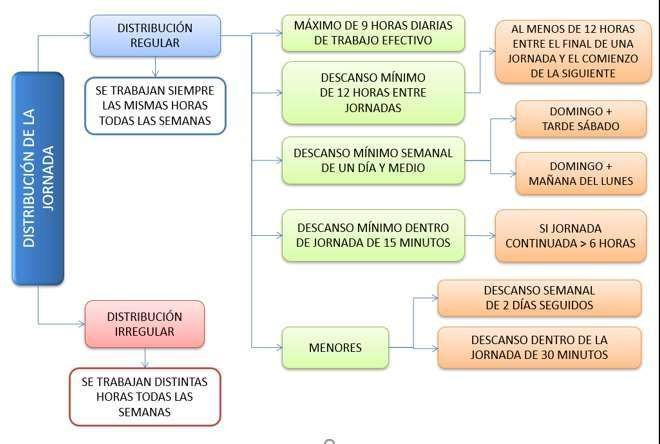 DISTRIBUCIÓN DE LA
JORNADA
DISTRIBUCIÓN
REGULAR
SE TRABAJAN SIEMPRE
LAS MISMAS HORAS
TODAS LAS SEMANAS
MÁXIMO DE 9 HORAS DIARIAS
DE TRABAJO EFECTIVO
DESCANSO MÍNIMO
DE 12 HORAS ENTRE
JORNADAS
AL MENOS DE 12 HORAS
ENTRE EL FINAL DE UNA
JORNADA Y EL COMIENZO
DE LA SIGUIENTE
DESCANSO MÍNIMO SEMANAL
DE UN DÍA Y MEDIO
DOMINGO +
TARDE SÁBADO
DOMINGO +
MAÑANA DEL LUNES
DESCANSO MÍNIMO DENTRO
DE JORNADA DE 15 MINUTOS
SI JORNADA
CONTINUADA > 6 HORAS
MENORES
DESCANSO SEMANAL
DE 2 DÍAS SEGUIDOS
DESCANSO DENTRO DE LA
JORNADA DE 30 MINUTOS
DISTRIBUCIÓN
IRREGULAR
SE TRABAJAN DISTINTAS
HORAS TODAS LAS
SEMANAS